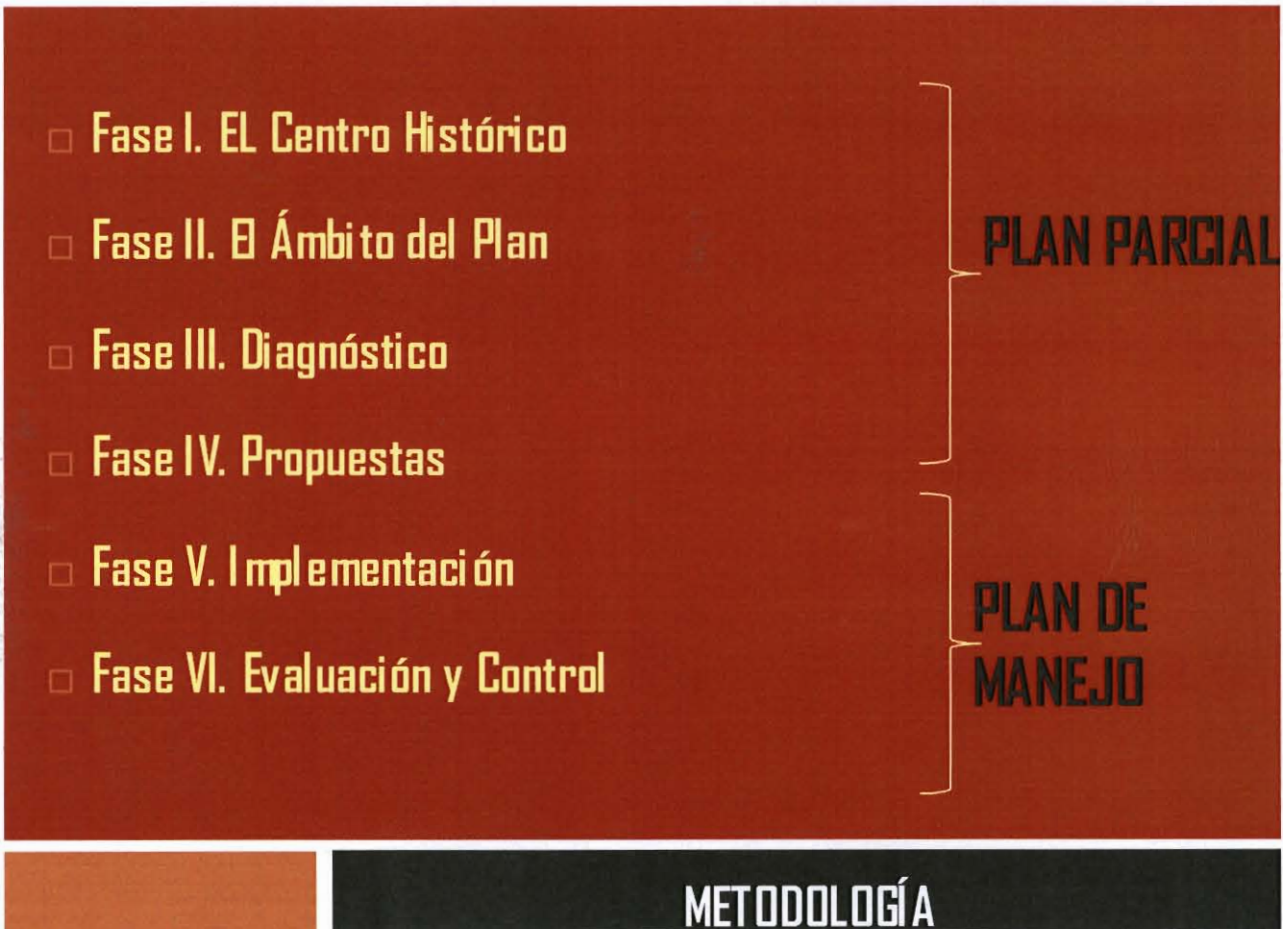 Fase I. EL Centro Histórico
Fase II. El Ámbito del Plan
Fase III. Diagnóstico
Fase IV. Propuestas
PLAN PARCIAL
Fase V. Implementación
Fase VI. Evaluación y Control
PLAN DE
MANEJO
METODOLOGÍA